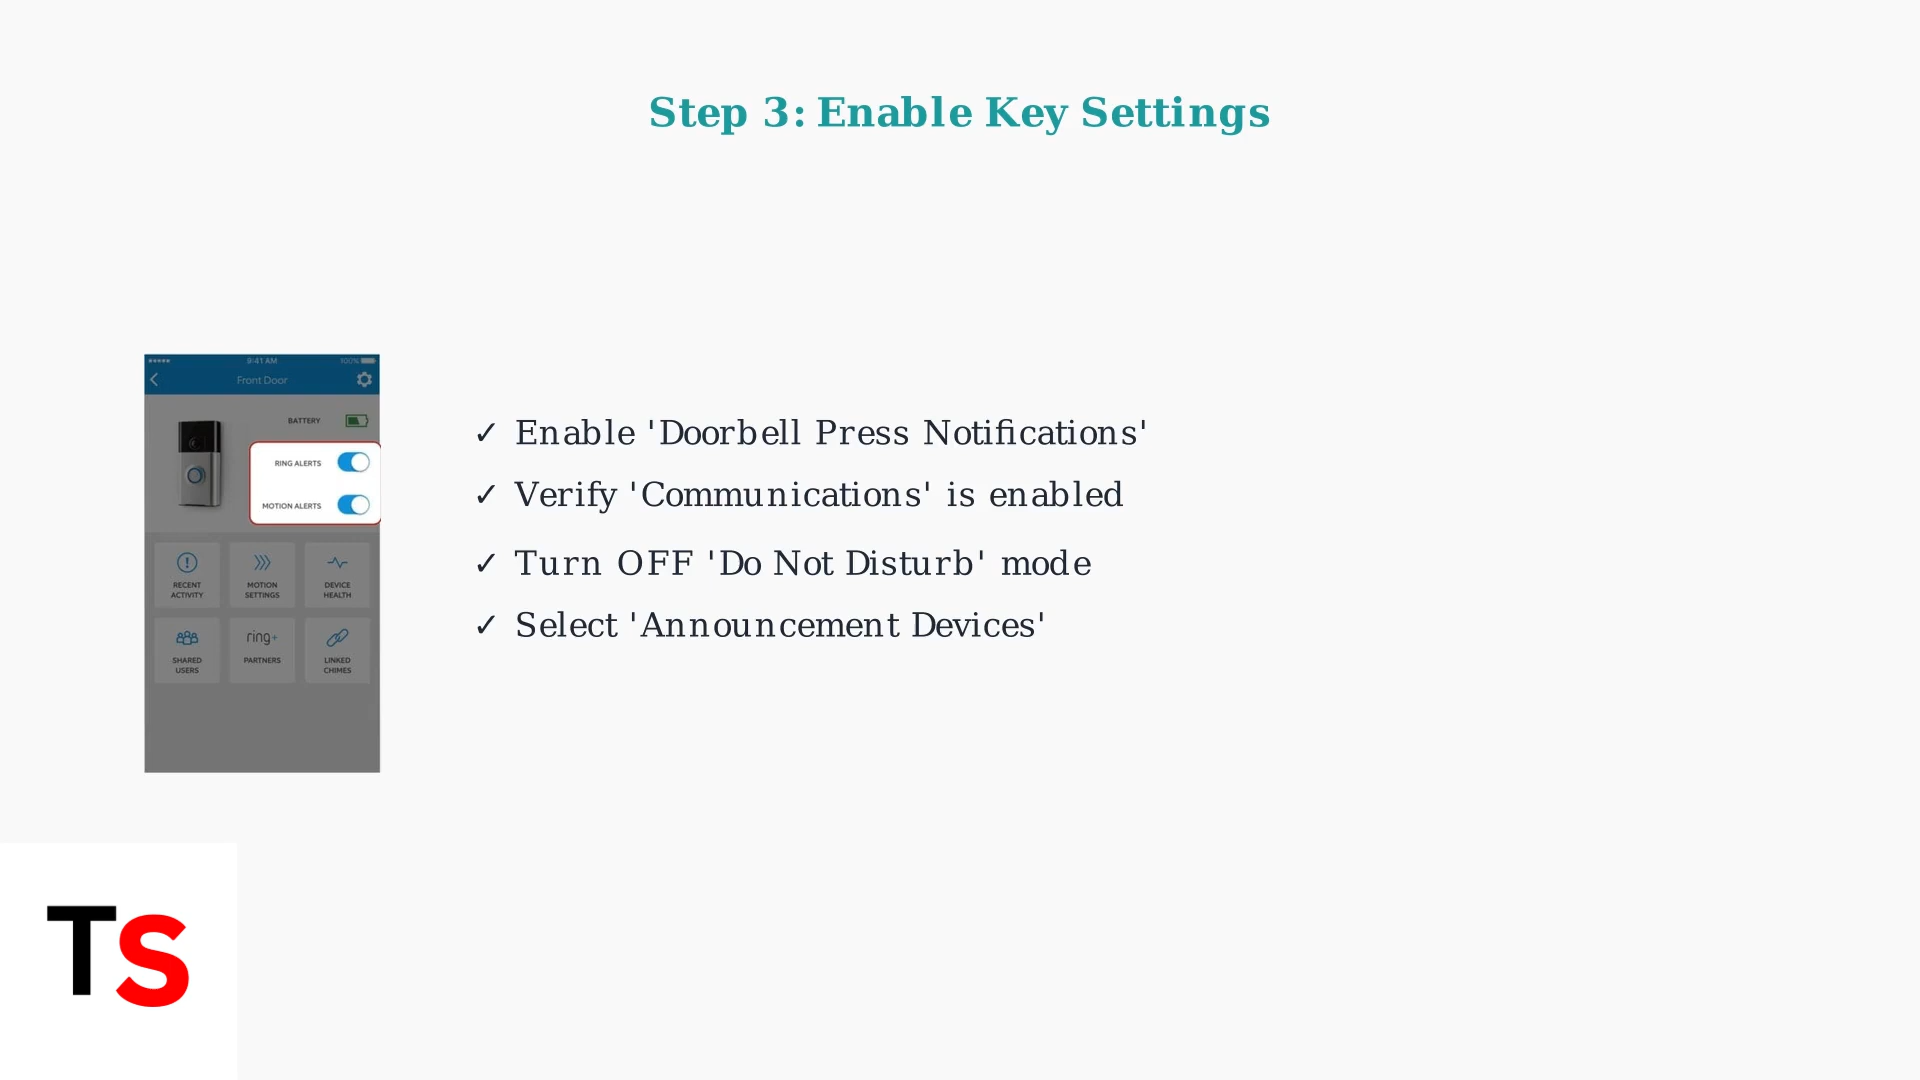 Step 3: Enable Key Settings
9:41 AM 100%
Front Door
BATTERY
RING ALERTS
MOTION ALERTS
RECENT ACTIVITY
MOTION SETTINGS
DEVICE HEALTH
SHARED USERS
ring+ PARTNERS
LINKED CHIMES
✓ Enable 'Doorbell Press Notifications'
✓ Verify 'Communications' is enabled
✓ Turn OFF 'Do Not Disturb' mode
✓ Select 'Announcement Devices'
TS